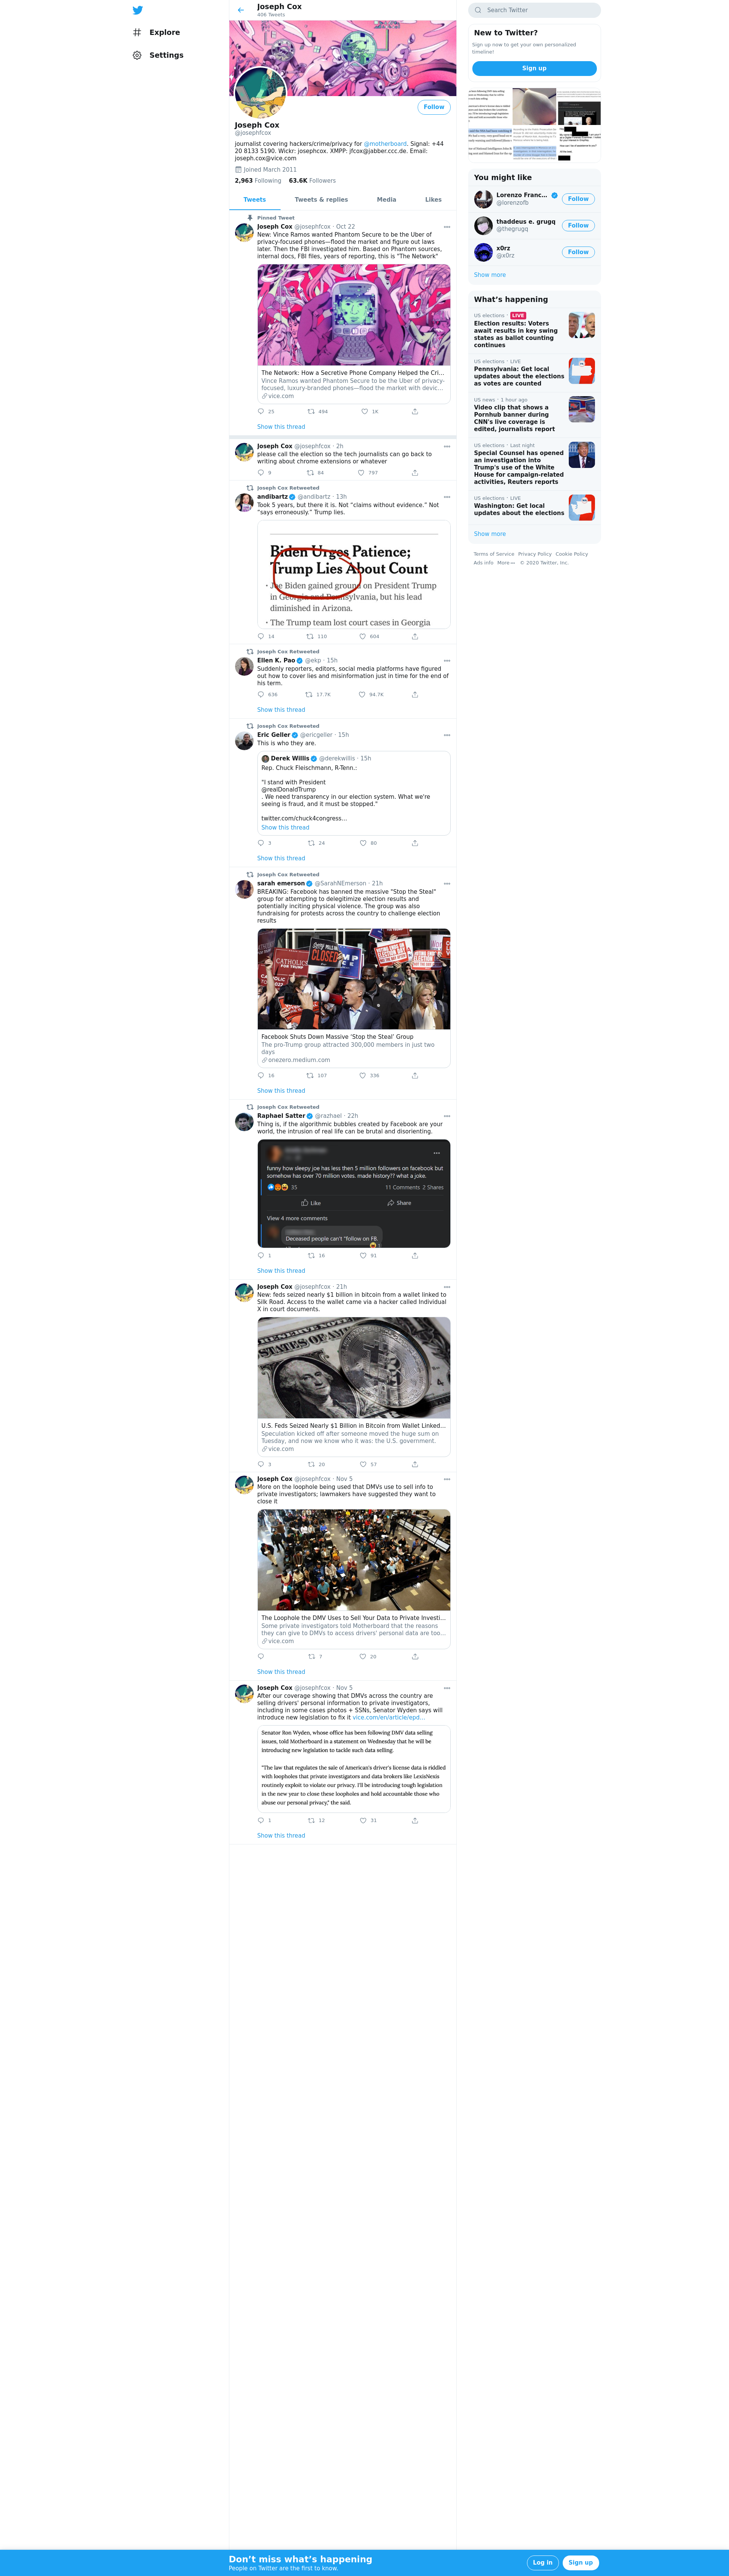 Explore
Settings
Joseph Cox
406 Tweets
Follow
Joseph Cox
@josephfcox
journalist covering hackers/crime/privacy for @motherboard. Signal: +44
20 8133 5190. Wickr: josephcox. XMPP: jfcox@jabber.ccc.de. Email:
joseph.cox@vice.com
Joined March 2011
2,963 Following 63.6K Followers
Tweets Tweets & replies Media Likes
Pinned Tweet
Joseph Cox @josephfcox · Oct 22
New: Vince Ramos wanted Phantom Secure to be the Uber of
privacy-focused phones—flood the market and figure out laws
later. Then the FBI investigated him. Based on Phantom sources,
internal docs, FBI files, years of reporting, this is "The Network"
The Network: How a Secretive Phone Company Helped the Cri...
Vince Ramos wanted Phantom Secure to be the Uber of privacy-
focused, luxury-branded phones—flood the market with devic...
vice.com
25 494 1K
Show this thread
Joseph Cox @josephfcox · 2h
please call the election so the tech journalists can go back to
writing about chrome extensions or whatever
9 84 797
Joseph Cox Retweeted
andibartz @andibartz · 13h
Took 5 years, but there it is. Not "claims without evidence." Not
"says erroneously." Trump lies.
Biden Urges Patience;
Trump Lies About Count
• Joe Biden gained ground on President Trump
in Georgia and Pennsylvania, but his lead
diminished in Arizona.
• The Trump team lost court cases in Georgia
14 110 604
Joseph Cox Retweeted
Ellen K. Pao @ekp · 15h
Suddenly reporters, editors, social media platforms have figured
out how to cover lies and misinformation just in time for the end of
his term.
636 17.7K 94.7K
Show this thread
Joseph Cox Retweeted
Eric Geller @ericgeller · 15h
This is who they are.
Derek Willis @derekwillis · 15h
Rep. Chuck Fleischmann, R-Tenn.:
"I stand with President
@realDonaldTrump
. We need transparency in our election system. What we're
seeing is fraud, and it must be stopped."
twitter.com/chuck4congress...
Show this thread
3 24 80
Show this thread
Joseph Cox Retweeted
sarah emerson @SarahNEmerson · 21h
BREAKING: Facebook has banned the massive "Stop the Steal"
group for attempting to delegitimize election results and
potentially inciting physical violence. The group was also
fundraising for protests across the country to challenge election
results
CATHOLICS
FOR TRUMP
CLOSED
Facebook Shuts Down Massive 'Stop the Steal' Group
The pro-Trump group attracted 300,000 members in just two
days
onezero.medium.com
16 107 336
Show this thread
Joseph Cox Retweeted
Raphael Satter @razhael · 22h
Thing is, if the algorithmic bubbles created by Facebook are your
world, the intrusion of real life can be brutal and disorienting.
funny how sleepy joe has less then 5 million followers on facebook but
somehow has over 70 million votes. made history?? what a joke.
35 11 Comments 2 Shares
Like Share
View 4 more comments
Deceased people can't "follow on FB.
1 16 81
Show this thread
Joseph Cox @josephfcox · 21h
New: feds seized nearly $1 billion in bitcoin from a wallet linked to
Silk Road. Access to the wallet came via a hacker called Individual
X in court documents.
U.S. Feds Seized Nearly $1 Billion in Bitcoin from Wallet Linked...
Speculation kicked off after someone moved the huge sum on
Tuesday, and now we know who it was: the U.S. government.
vice.com
3 20 57
Joseph Cox @josephfcox · Nov 5
More on the loophole being used that DMVs use to sell info to
private investigators; lawmakers have suggested they want to
close it
The Loophole the DMV Uses to Sell Your Data to Private Investi...
Some private investigators told Motherboard that the reasons
they can give to DMVs to access drivers' personal data are too...
vice.com
7 20
Show this thread
Joseph Cox @josephfcox · Nov 5
After our coverage showing that DMVs across the country are
selling drivers' personal information to private investigators,
including in some cases photos + SSNs, Senator Wyden says will
introduce new legislation to fix it vice.com/en/article/epd...
Senator Ron Wyden, whose office has been following DMV data selling
issues, told Motherboard in a statement on Wednesday that he will be
introducing new legislation to tackle such data selling.
"The law that regulates the sale of American's driver's license data is riddled
with loopholes that private investigators and data brokers like LexisNexis
routinely exploit to violate our privacy. I'll be introducing tough legislation
in the new year to close these loopholes and hold accountable those who
abuse our personal privacy," the said.
1 12 31
Show this thread
Search Twitter
New to Twitter?
Sign up now to get your own personalized
timeline!
Sign up
You might like
Lorenzo Franc...
@lorenzofb
Follow
thaddeus e. grugq
@thegrugq
Follow
x0rz
@x0rz
Follow
Show more
What's happening
US elections · LIVE
Election results: Voters
await results in key swing
states as ballot counting
continues
US elections · LIVE
Pennsylvania: Get local
updates about the elections
as votes are counted
US news · 1 hour ago
Video clip that shows a
Pornhub banner during
CNN's live coverage is
edited, journalists report
US elections · Last night
Special Counsel has opened
an investigation into
Trump's use of the White
House for campaign-related
activities, Reuters reports
US elections · LIVE
Washington: Get local
updates about the elections
Show more
Terms of Service Privacy Policy Cookie Policy
Ads info More © 2020 Twitter, Inc.
Don't miss what's happening
People on Twitter are the first to know.
Log in Sign up